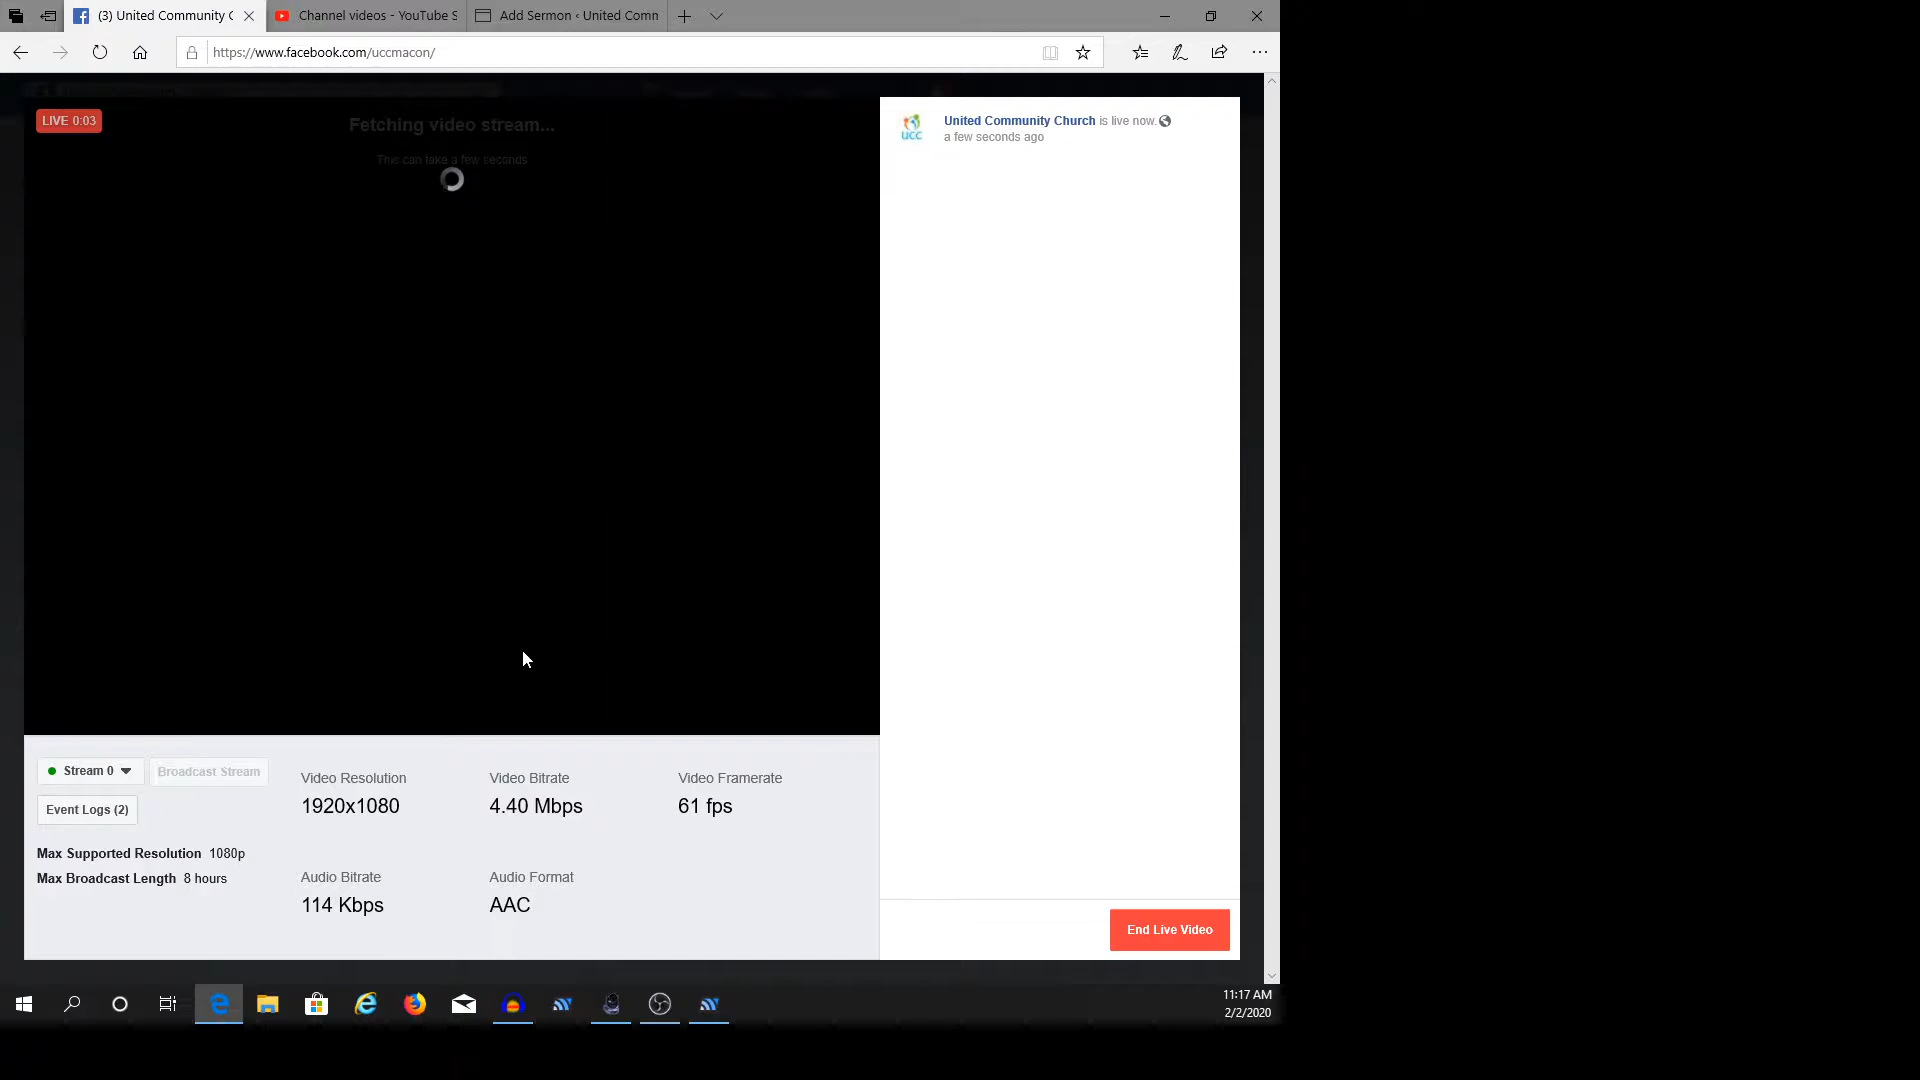 (3) United Community C
Channel videos - YouTube S
Add Sermon ‹ United Comm
https://www.facebook.com/uccmacon/
LIVE 0:03
Fetching video stream...
This can take a few seconds
ucc
United Community Church is live now.
a few seconds ago
Stream 0
Broadcast Stream
Event Logs (2)
Max Supported Resolution 1080p
Max Broadcast Length 8 hours
Video Resolution
1920x1080
Video Bitrate
4.40 Mbps
Video Framerate
61 fps
Audio Bitrate
114 Kbps
Audio Format
AAC
End Live Video
11:17 AM
2/2/2020